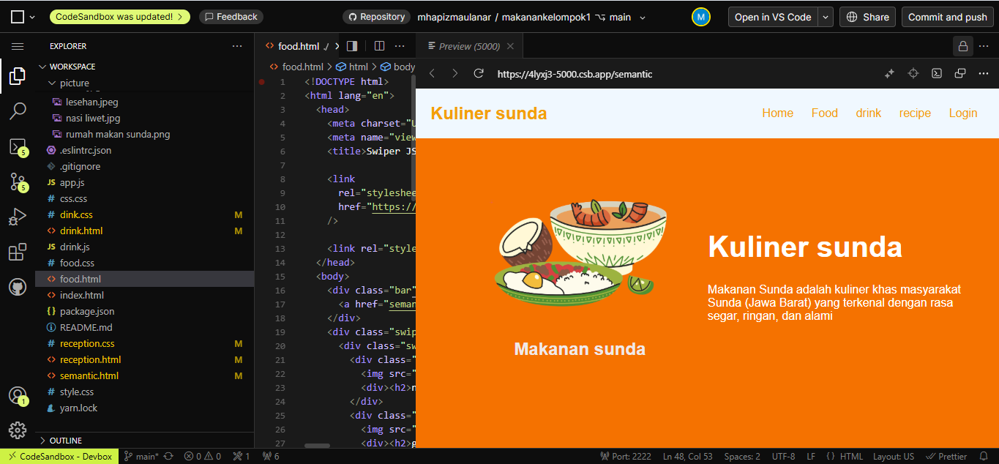 CodeSandbox was updated!
Feedback
Repository
mhapizmaulanar / makanankelompok1
main
M
Open in VS Code
Share
Commit and push
EXPLORER
WORKSPACE
picture
lesehan.jpeg
nasi liwet.jpg
rumah makan sunda.png
.eslintrc.json
.gitignore
JS app.js
# css.css
# dink.css M
<> drink.html M
JS drink.js
# food.css
<> food.html
<> index.html
{} package.json
README.md
# reception.css M
<> reception.html M
<> semantic.html M
# style.css
yarn.lock
OUTLINE
5
5
1
<> food.html
<> food.html > html > body
1 <!DOCTYPE html>
2 <html lang="en">
3 <head>
4 <meta charset="U
5 <meta name="view
6 <title>Swiper JS
7
8 <link
9 rel="styleshee
10 href="https://
11 />
12
13 <link rel="style
14 </head>
15 <body>
16 <div class="bar"
17 <a href="seman
18 </div>
19 <div class="swip
20 <div class="sw
21 <div class="
22 <img src="
23 <div><h2>n
24 </div>
25 <div class="
26 <img src="
27 <div><h2>g
Preview (5000)
https://4lyxj3-5000.csb.app/semantic
Kuliner sunda
Home Food drink recipe Login
Kuliner sunda
Makanan Sunda adalah kuliner khas masyarakat
Sunda (Jawa Barat) yang terkenal dengan rasa
segar, ringan, dan alami
Makanan sunda
CodeSandbox - Devbox
main*
0 0
1
6
Port: 2222
Ln 48, Col 53
Spaces: 2
UTF-8
LF
{} HTML
Layout: US
Prettier